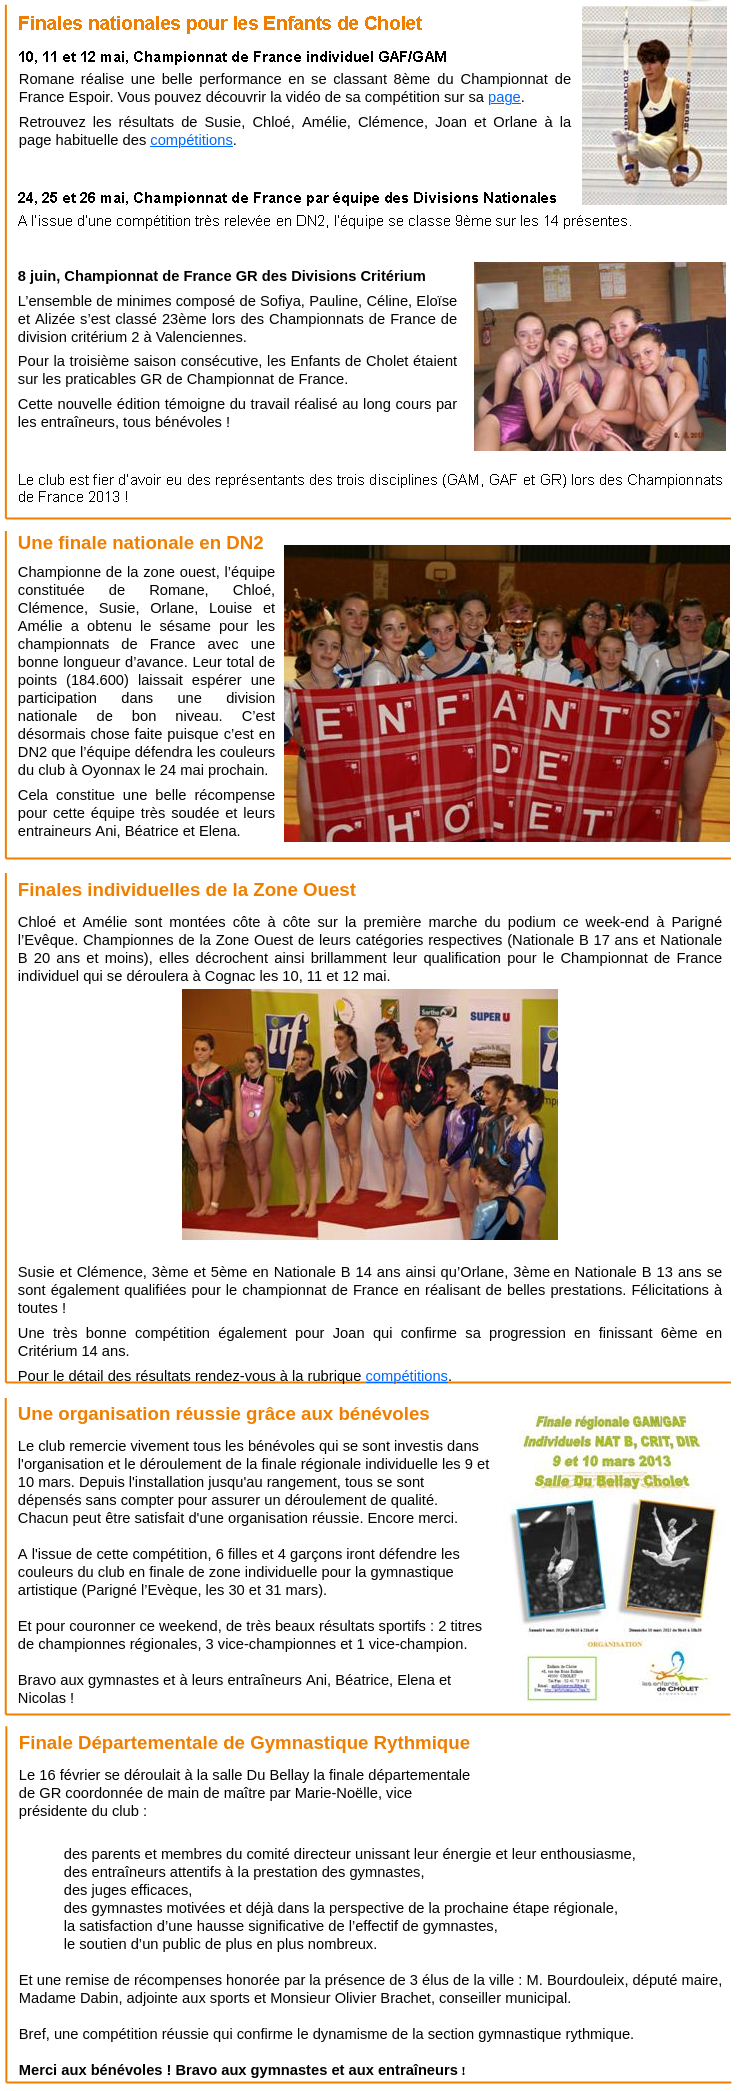 Finales nationales pour les Enfants de Cholet
10, 11 et 12 mai, Championnat de France individuel GAF/GAM
Romane réalise une belle performance en se classant 8ème du Championnat de
France Espoir. Vous pouvez découvrir la vidéo de sa compétition sur sa page.
Retrouvez les résultats de Susie, Chloé, Amélie, Clémence, Joan et Orlane à la
page habituelle des compétitions.
24, 25 et 26 mai, Championnat de France par équipe des Divisions Nationales
A l'issue d'une compétition très relevée en DN2, l'équipe se classe 9ème sur les 14 présentes.
8 juin, Championnat de France GR des Divisions Critérium
L'ensemble de minimes composé de Sofiya, Pauline, Céline, Eloïse
et Alizée s'est classé 23ème lors des Championnats de France de
division critérium 2 à Valenciennes.
Pour la troisième saison consécutive, les Enfants de Cholet étaient
sur les praticables GR de Championnat de France.
Cette nouvelle édition témoigne du travail réalisé au long cours par
les entraîneurs, tous bénévoles !
Le club est fier d'avoir eu des représentants des trois disciplines (GAM, GAF et GR) lors des Championnats
de France 2013 !
Une finale nationale en DN2
Championne de la zone ouest, l'équipe
constituée de Romane, Chloé,
Clémence, Susie, Orlane, Louise et
Amélie a obtenu le sésame pour les
championnats de France avec une
bonne longueur d'avance. Leur total de
points (184.600) laissait espérer une
participation dans une division
nationale de bon niveau. C'est
désormais chose faite puisque c'est en
DN2 que l'équipe défendra les couleurs
du club à Oyonnax le 24 mai prochain.
Cela constitue une belle récompense
pour cette équipe très soudée et leurs
entraineurs Ani, Béatrice et Elena.
ENFANTS
DE
CHOLET
Finales individuelles de la Zone Ouest
Chloé et Amélie sont montées côte à côte sur la première marche du podium ce week-end à Parigné
l'Evêque. Championnes de la Zone Ouest de leurs catégories respectives (Nationale B 17 ans et Nationale
B 20 ans et moins), elles décrochent ainsi brillamment leur qualification pour le Championnat de France
individuel qui se déroulera à Cognac les 10, 11 et 12 mai.
itf
SUPER U
itf
Susie et Clémence, 3ème et 5ème en Nationale B 14 ans ainsi qu'Orlane, 3ème en Nationale B 13 ans se
sont également qualifiées pour le championnat de France en réalisant de belles prestations. Félicitations à
toutes !
Une très bonne compétition également pour Joan qui confirme sa progression en finissant 6ème en
Critérium 14 ans.
Pour le détail des résultats rendez-vous à la rubrique compétitions.
Une organisation réussie grâce aux bénévoles
Le club remercie vivement tous les bénévoles qui se sont investis dans
l'organisation et le déroulement de la finale régionale individuelle les 9 et
10 mars. Depuis l'installation jusqu'au rangement, tous se sont
dépensés sans compter pour assurer un déroulement de qualité.
Chacun peut être satisfait d'une organisation réussie. Encore merci.
A l'issue de cette compétition, 6 filles et 4 garçons iront défendre les
couleurs du club en finale de zone individuelle pour la gymnastique
artistique (Parigné l'Evèque, les 30 et 31 mars).
Et pour couronner ce weekend, de très beaux résultats sportifs : 2 titres
de championnes régionales, 3 vice-championnes et 1 vice-champion.
Bravo aux gymnastes et à leurs entraîneurs Ani, Béatrice, Elena et
Nicolas !
Finale régionale GAM/GAF
Individuels NAT B, CRIT, DIR
9 et 10 mars 2013
Salle Du Bellay Cholet
ORGANISATION
Enfants de Cholet
les enfants
de CHOLET
Finale Départementale de Gymnastique Rythmique
Le 16 février se déroulait à la salle Du Bellay la finale départementale
de GR coordonnée de main de maître par Marie-Noëlle, vice
présidente du club :
des parents et membres du comité directeur unissant leur énergie et leur enthousiasme,
des entraîneurs attentifs à la prestation des gymnastes,
des juges efficaces,
des gymnastes motivées et déjà dans la perspective de la prochaine étape régionale,
la satisfaction d'une hausse significative de l'effectif de gymnastes,
le soutien d'un public de plus en plus nombreux.
Et une remise de récompenses honorée par la présence de 3 élus de la ville : M. Bourdouleix, député maire,
Madame Dabin, adjointe aux sports et Monsieur Olivier Brachet, conseiller municipal.
Bref, une compétition réussie qui confirme le dynamisme de la section gymnastique rythmique.
Merci aux bénévoles ! Bravo aux gymnastes et aux entraîneurs !